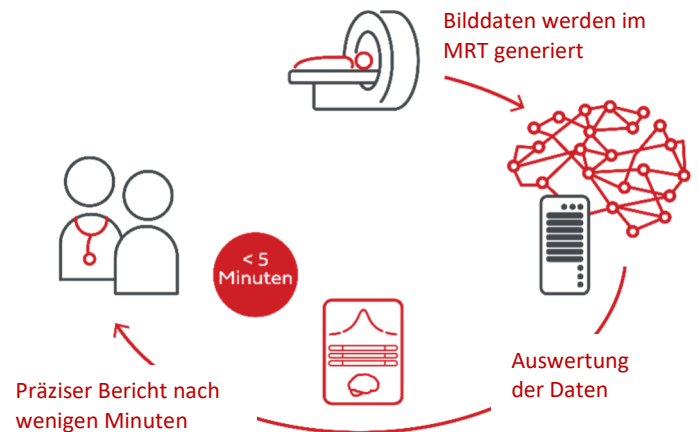 Bilddaten werden im
MRT generiert
< 5
Minuten
Auswertung
der Daten
Präziser Bericht nach
wenigen Minuten